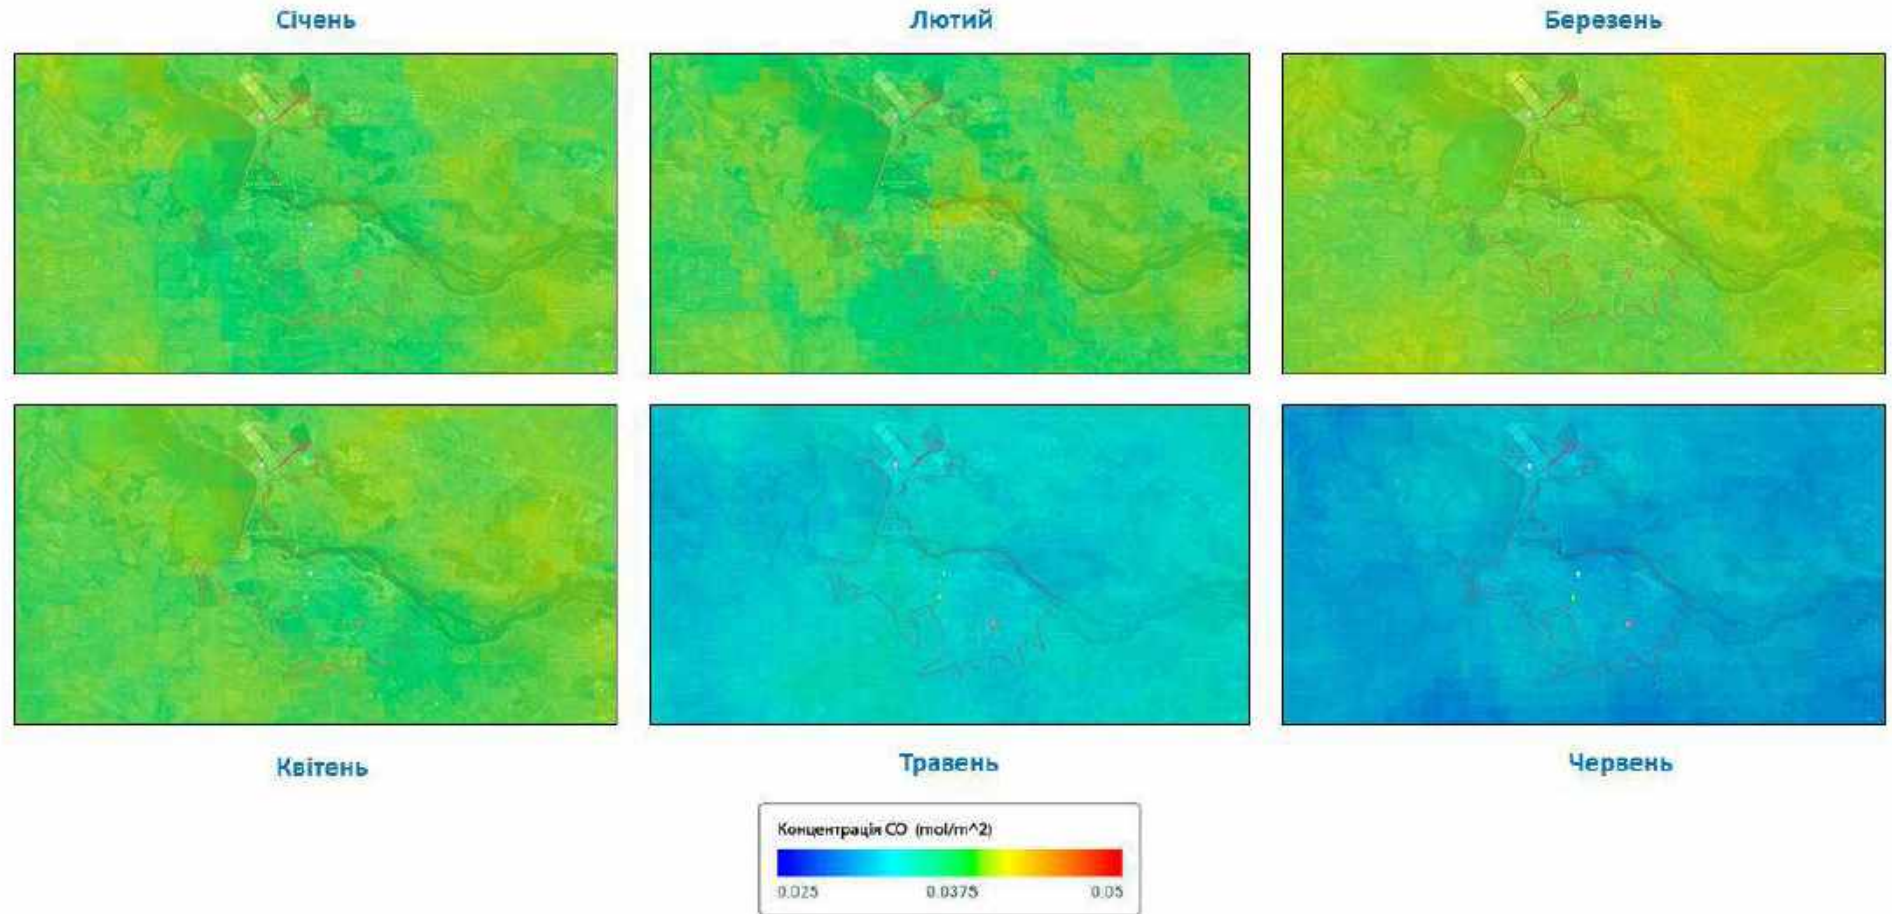 Січень
Лютий
Березень
Квітень
Травень
Червень
Концентрація CO (mol/m^2)
0.025
0.0375
0.05